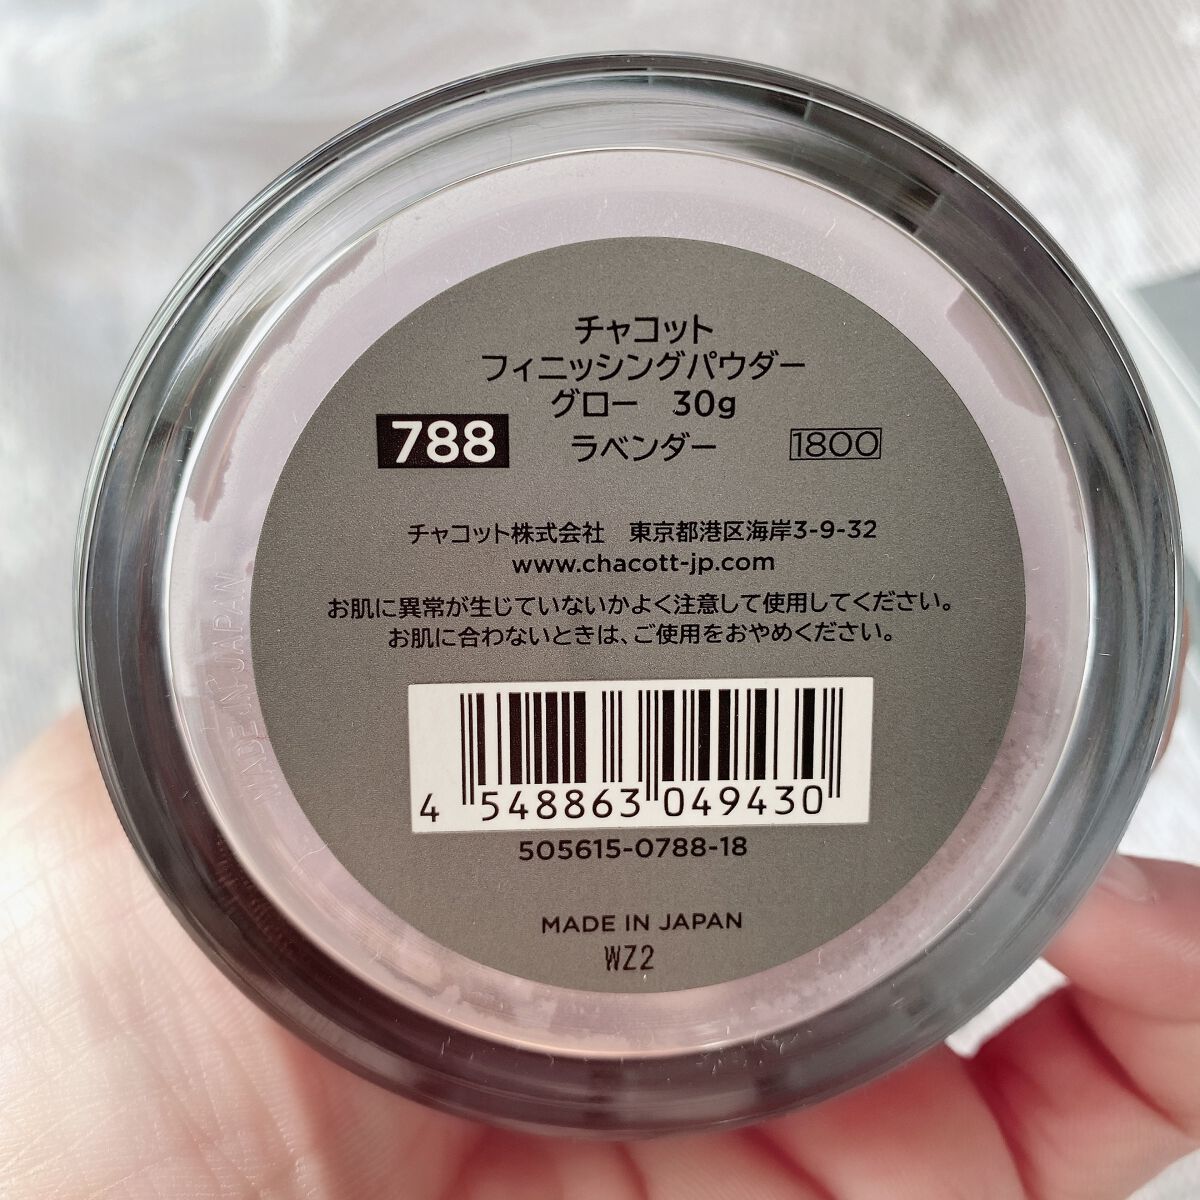 チャコット
フィニッシングパウダー
グロー 30g
788 ラベンダー 1800
チャコット株式会社 東京都港区海岸3-9-32
www.chacott-jp.com
お肌に異常が生じていないかよく注意して使用してください。
お肌に合わないときは、ご使用をおやめください。
4 548863 049430
505615-0788-18
MADE IN JAPAN
WZ2
MADE IN JAPAN